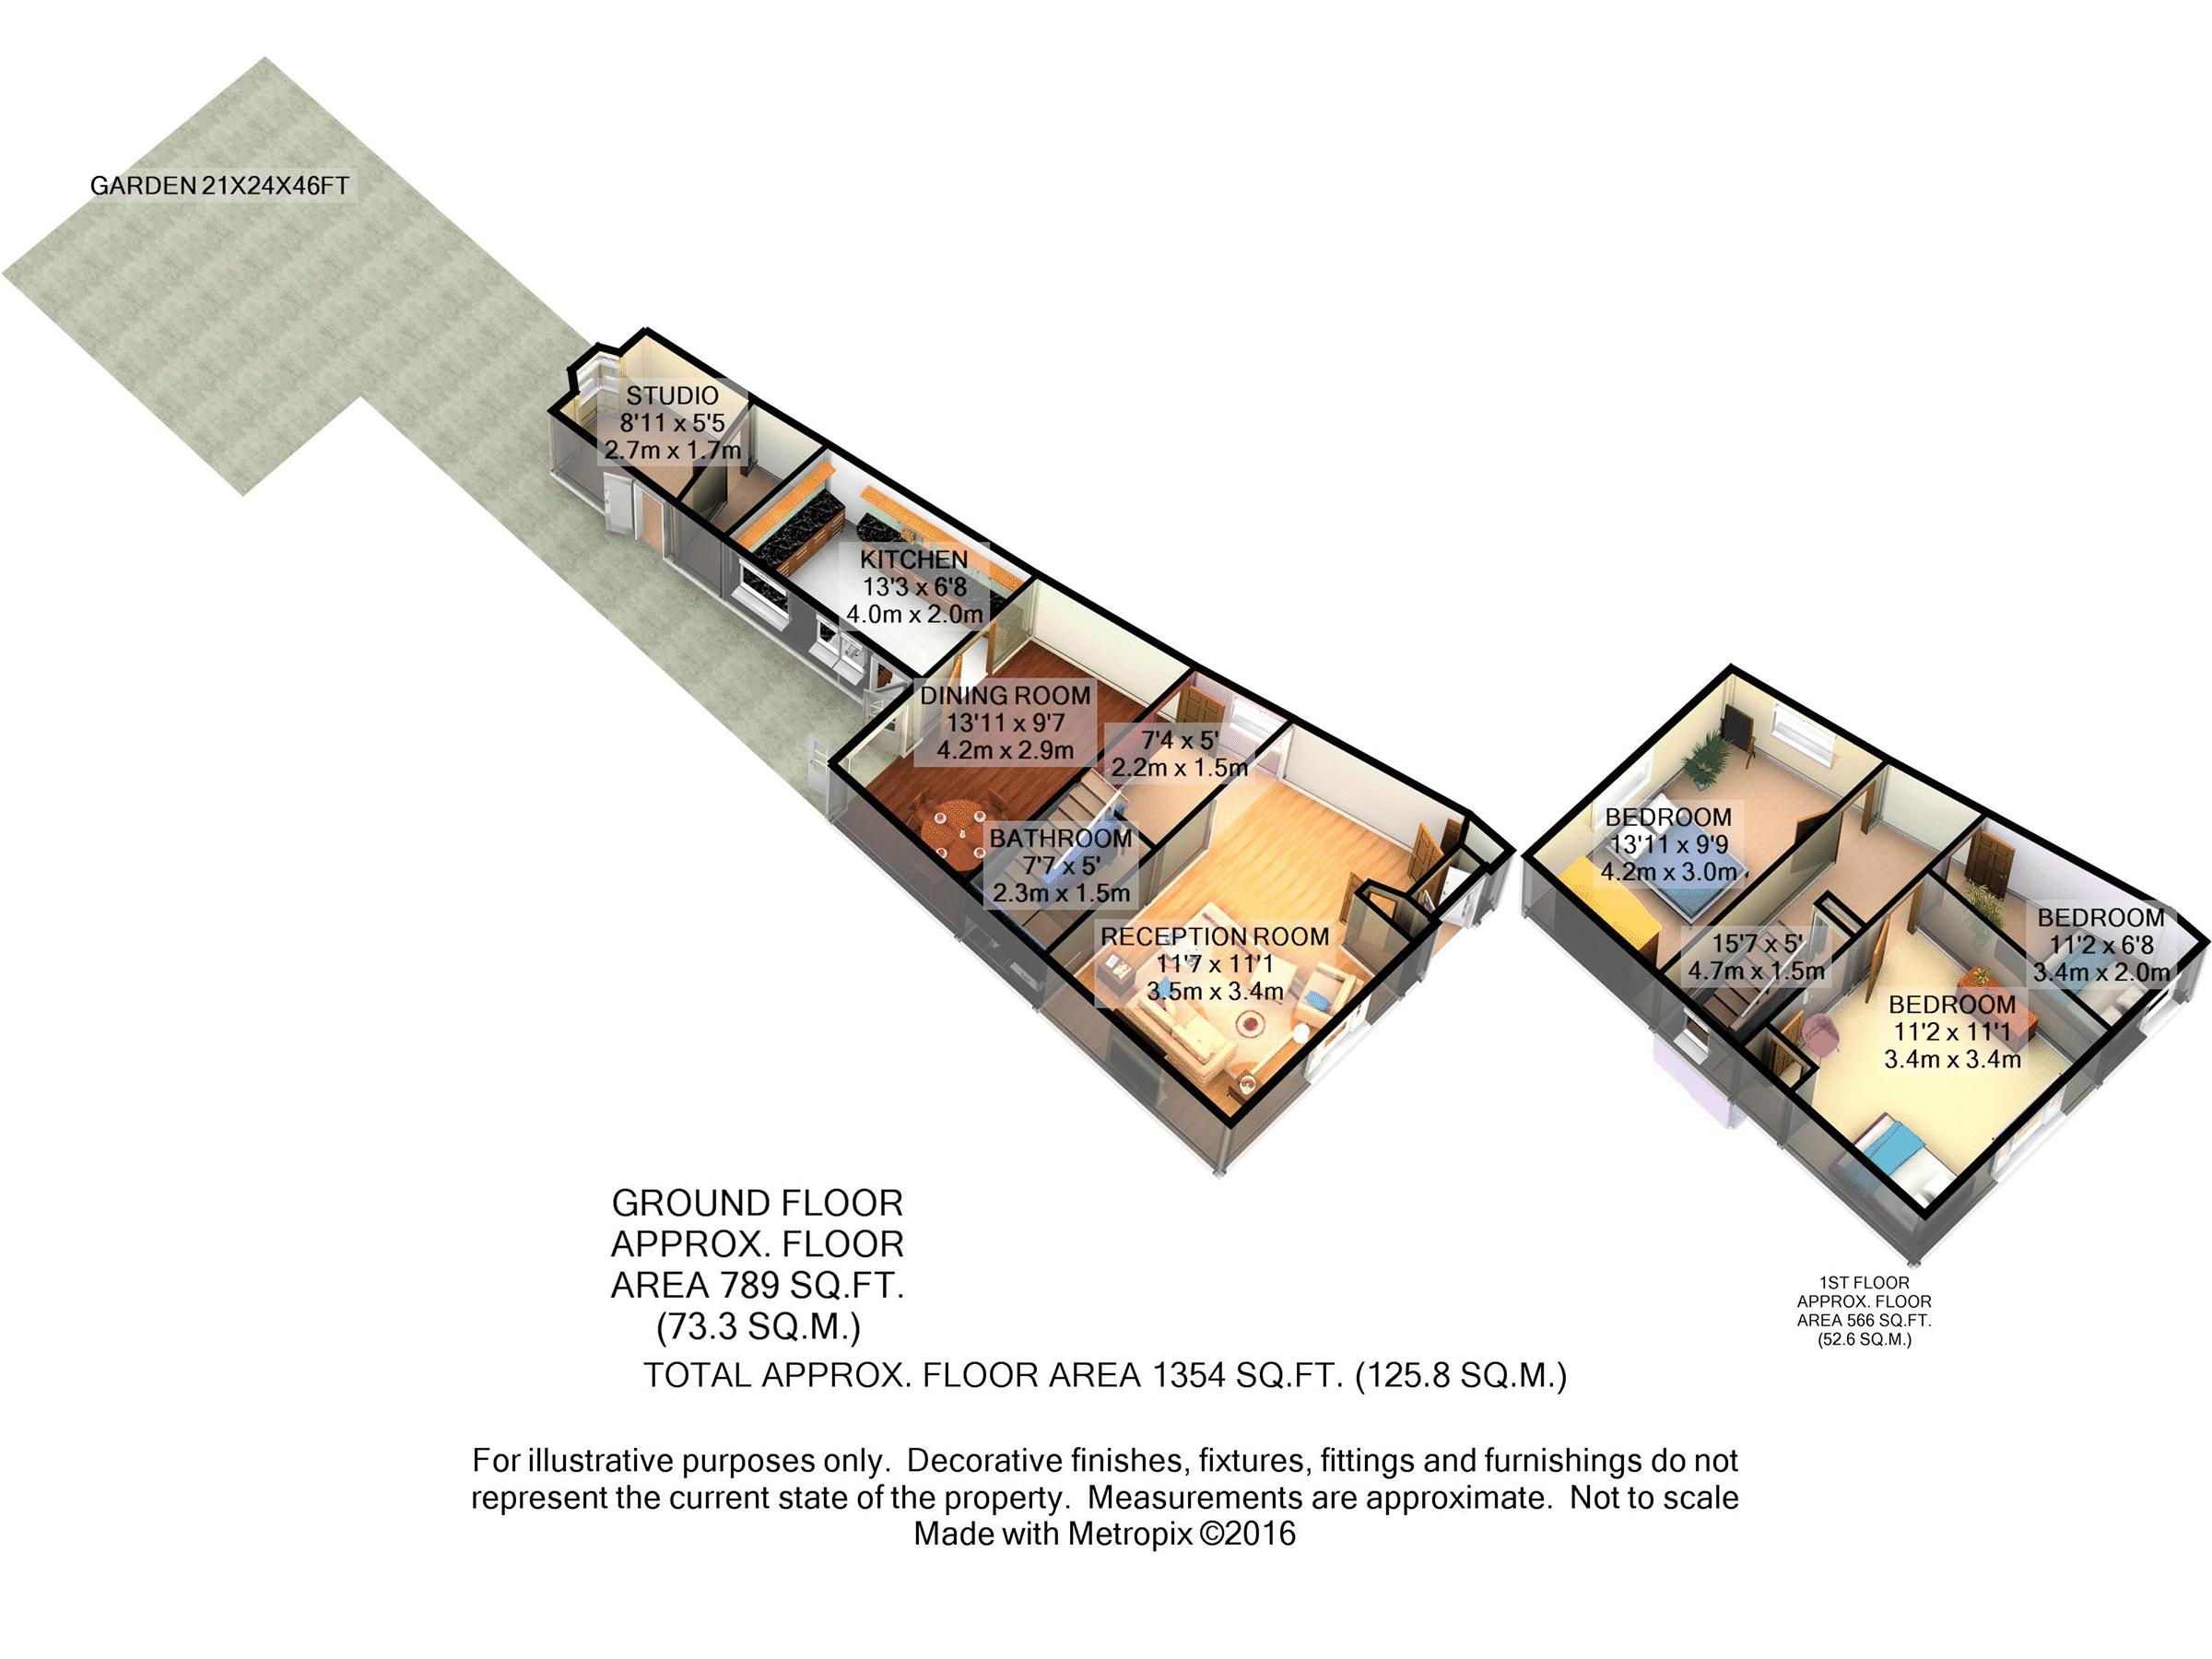 GARDEN 21X24X46FT
STUDIO
8'11 x 5'5
2.7m x 1.7m
KITCHEN
13'3 x 6'8
4.0m x 2.0m
DINING ROOM
13'11 x 9'7
4.2m x 2.9m
7'4 x 5'
2.2m x 1.5m
BATHROOM
7'7 x 5'
2.3m x 1.5m
RECEPTION ROOM
11'7 x 11'1
3.5m x 3.4m
BEDROOM
13'11 x 9'9
4.2m x 3.0m
15'7 x 5'
4.7m x 1.5m
BEDROOM
11'2 x 6'8
3.4m x 2.0m
BEDROOM
11'2 x 11'1
3.4m x 3.4m
GROUND FLOOR
APPROX. FLOOR
AREA 789 SQ.FT.
(73.3 SQ.M.)
1ST FLOOR
APPROX. FLOOR
AREA 566 SQ.FT.
(52.6 SQ.M.)
TOTAL APPROX. FLOOR AREA 1354 SQ.FT. (125.8 SQ.M.)
For illustrative purposes only. Decorative finishes, fixtures, fittings and furnishings do not
represent the current state of the property. Measurements are approximate. Not to scale
Made with Metropix ©2016